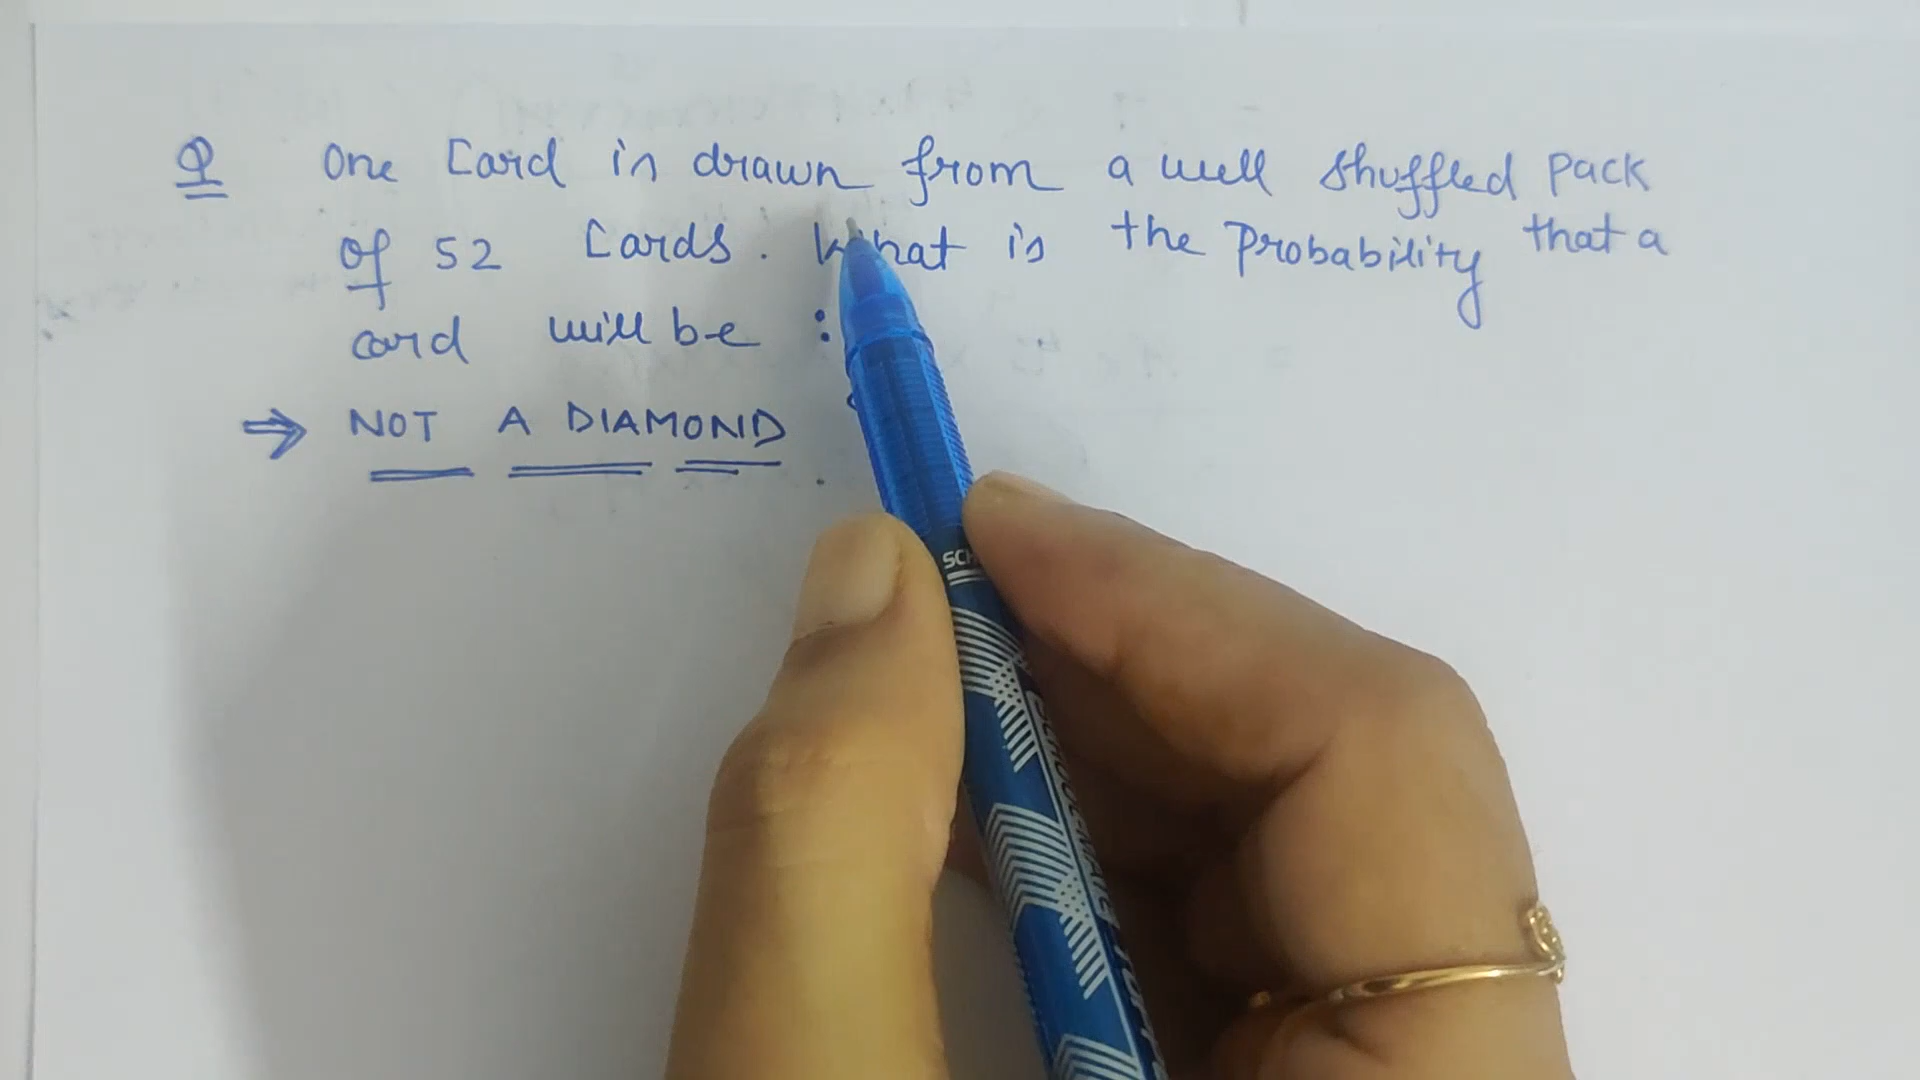 Q One Card is drawn from a well shuffled pack
of 52 Cards. What is the Probability that a
card will be :
⇒ NOT A DIAMOND